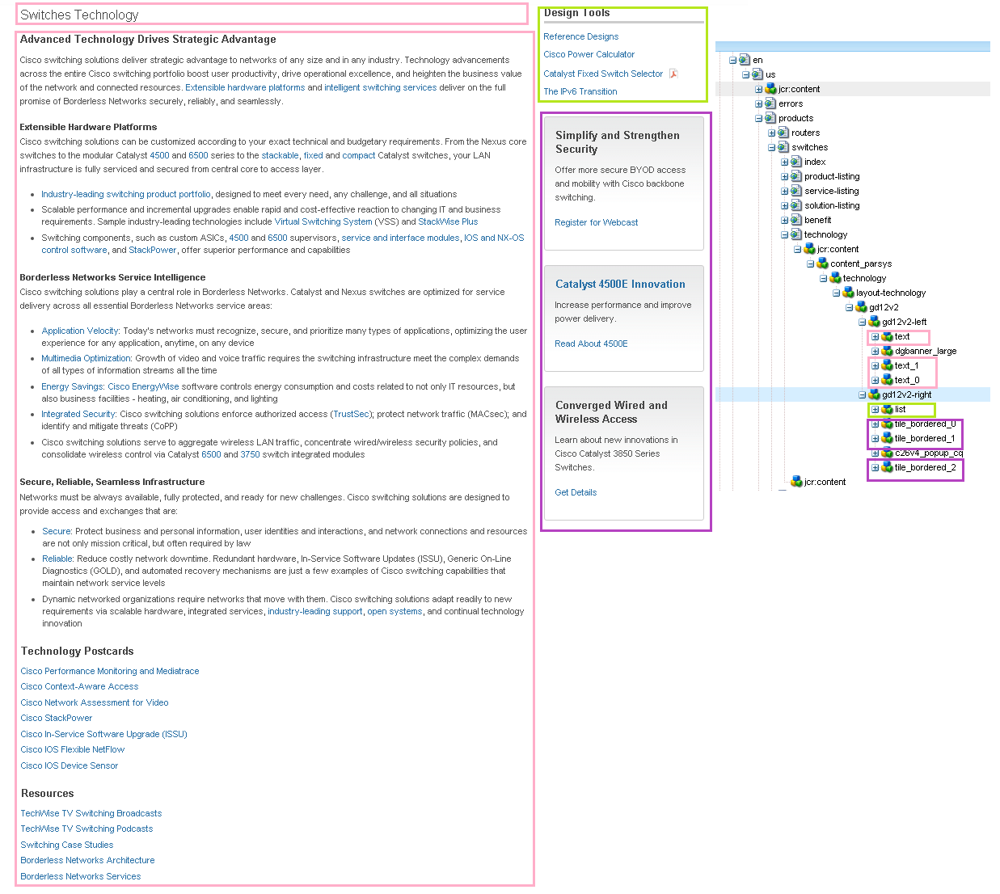 Switches Technology
Advanced Technology Drives Strategic Advantage
Cisco switching solutions deliver strategic advantage to networks of any size and in any industry. Technology advancements
across the entire Cisco switching portfolio boost user productivity, drive operational excellence, and heighten the business value
of the network and connected resources. Extensible hardware platforms and intelligent switching services deliver on the full
promise of Borderless Networks securely, reliably, and seamlessly.
Extensible Hardware Platforms
Cisco switching solutions can be customized according to your exact technical and budgetary requirements. From the Nexus core
switches to the modular Catalyst 4500 and 6500 series to the stackable, fixed and compact Catalyst switches, your LAN
infrastructure is fully serviced and secured from central core to access layer.
• Industry-leading switching product portfolio, designed to meet every need, any challenge, and all situations
• Scalable performance and incremental upgrades enable rapid and cost-effective reaction to changing IT and business
requirements. Sample industry-leading technologies include Virtual Switching System (VSS) and StackWise Plus
• Switching components, such as custom ASICs, 4500 and 6500 supervisors, service and interface modules, IOS and NX-OS
control software, and StackPower, offer superior performance and capabilities
Borderless Networks Service Intelligence
Cisco switching solutions play a central role in Borderless Networks. Catalyst and Nexus switches are optimized for service
delivery across all essential Borderless Networks service areas:
• Application Velocity: Today's networks must recognize, secure, and prioritize many types of applications, optimizing the user
experience for any application, anytime, on any device
• Multimedia Optimization: Growth of video and voice traffic requires the switching infrastructure meet the complex demands
of all types of information streams all the time
• Energy Savings: Cisco EnergyWise software controls energy consumption and costs related to not only IT resources, but
also business facilities - heating, air conditioning, and lighting
• Integrated Security: Cisco switching solutions enforce authorized access (TrustSec); protect network traffic (MACsec); and
identify and mitigate threats (CoPP)
• Cisco switching solutions serve to aggregate wireless LAN traffic, concentrate wired/wireless security policies, and
consolidate wireless control via Catalyst 6500 and 3750 switch integrated modules
Secure, Reliable, Seamless Infrastructure
Networks must be always available, fully protected, and ready for new challenges. Cisco switching solutions are designed to
provide access and exchanges that are:
• Secure: Protect business and personal information, user identities and interactions, and network connections and resources
are not only mission critical, but often required by law
• Reliable: Reduce costly network downtime. Redundant hardware, In-Service Software Updates (ISSU), Generic On-Line
Diagnostics (GOLD), and automated recovery mechanisms are just a few examples of Cisco switching capabilities that
maintain network service levels
• Dynamic networked organizations require networks that move with them. Cisco switching solutions adapt readily to new
requirements via scalable hardware, integrated services, industry-leading support, open systems, and continual technology
innovation
Technology Postcards
Cisco Performance Monitoring and Mediatrace
Cisco Context-Aware Access
Cisco Network Assessment for Video
Cisco StackPower
Cisco In-Service Software Upgrade (ISSU)
Cisco IOS Flexible NetFlow
Cisco IOS Device Sensor
Resources
TechWise TV Switching Broadcasts
TechWise TV Switching Podcasts
Switching Case Studies
Borderless Networks Architecture
Borderless Networks Services
Design Tools
Reference Designs
Cisco Power Calculator
Catalyst Fixed Switch Selector
The IPv6 Transition
Simplify and Strengthen
Security
Offer more secure BYOD access
and mobility with Cisco backbone
switching.
Register for Webcast
Catalyst 4500E Innovation
Increase performance and improve
power delivery.
Read About 4500E
Converged Wired and
Wireless Access
Learn about new innovations in
Cisco Catalyst 3850 Series
Switches.
Get Details
en
us
jcr:content
errors
products
routers
switches
index
product-listing
service-listing
solution-listing
benefit
technology
jcr:content
content_parsys
technology
layout-technology
gd12v2
gd12v2-left
text
dgbanner_large
text_1
text_0
gd12v2-right
list
tile_bordered_0
tile_bordered_1
c26v4_popup_cq
tile_bordered_2
jcr:content